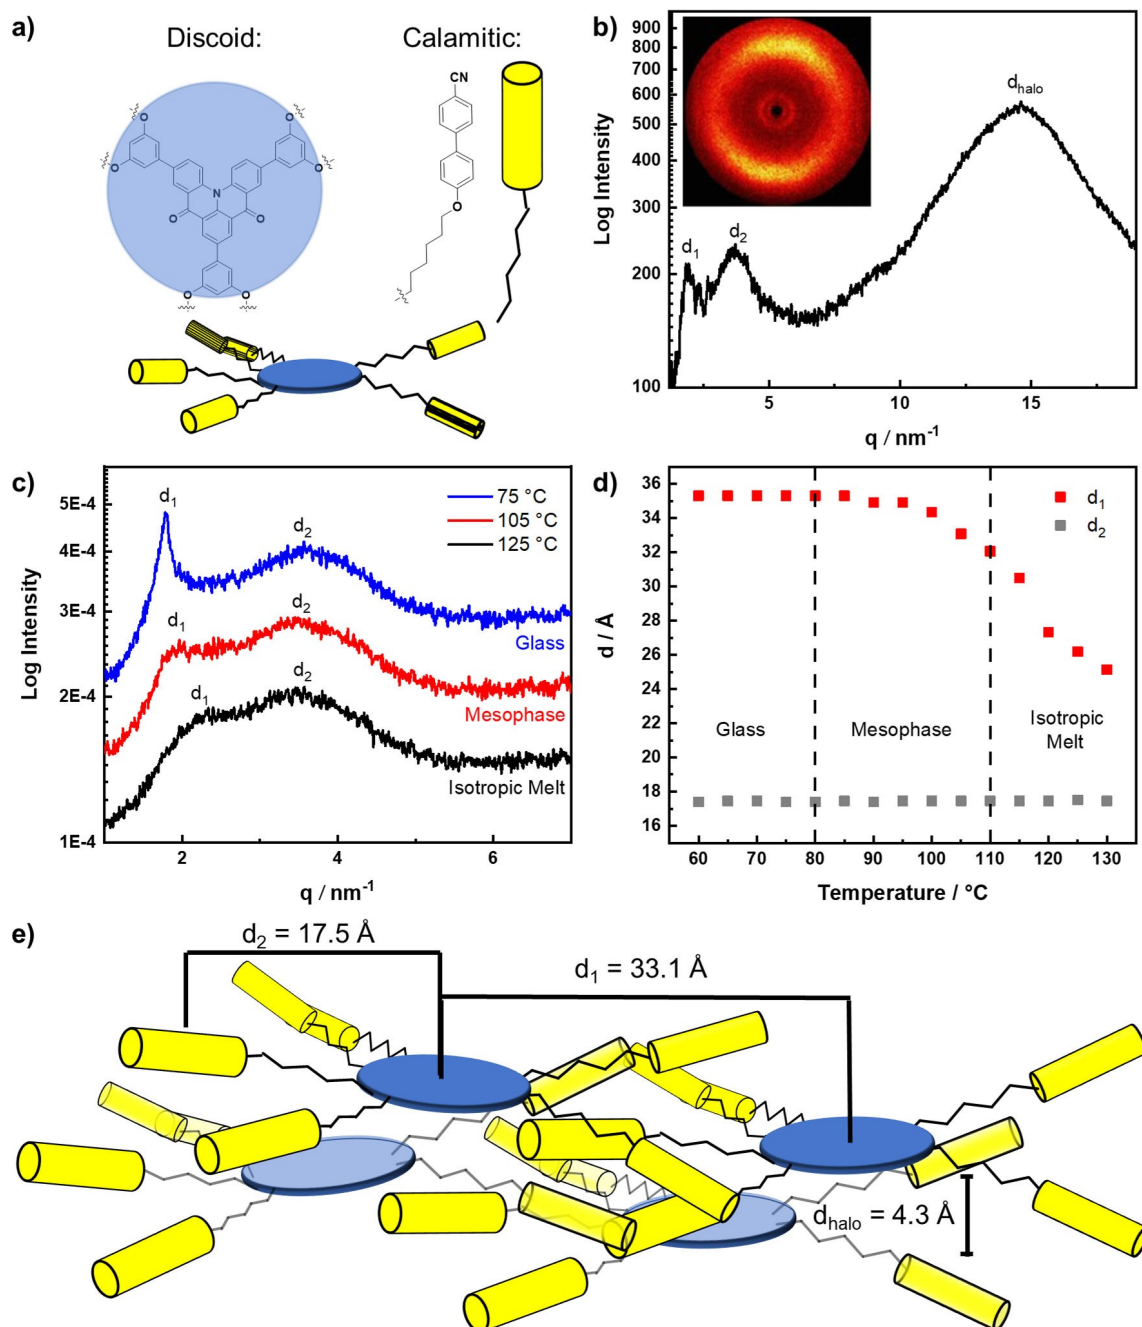 a)
Discoid:
Calamitic:
O
O
O
O
N
O
O
O
O
CN
O
b)
Log Intensity
900
800
700
600
500
400
300
200
100
d1
d2
dhalo
5
10
15
q / nm-1
c)
Log Intensity
5E-4
4E-4
3E-4
2E-4
1E-4
d1
d2
75 °C
105 °C
125 °C
Glass
d1
d2
Mesophase
d1
d2
Isotropic Melt
2
4
6
q / nm-1
d)
d / Å
36
34
32
30
28
26
24
22
20
18
16
d1
d2
Glass
Mesophase
Isotropic
Melt
60
70
80
90
100
110
120
130
Temperature / °C
e)
d2 = 17.5 Å
d1 = 33.1 Å
dhalo = 4.3 Å